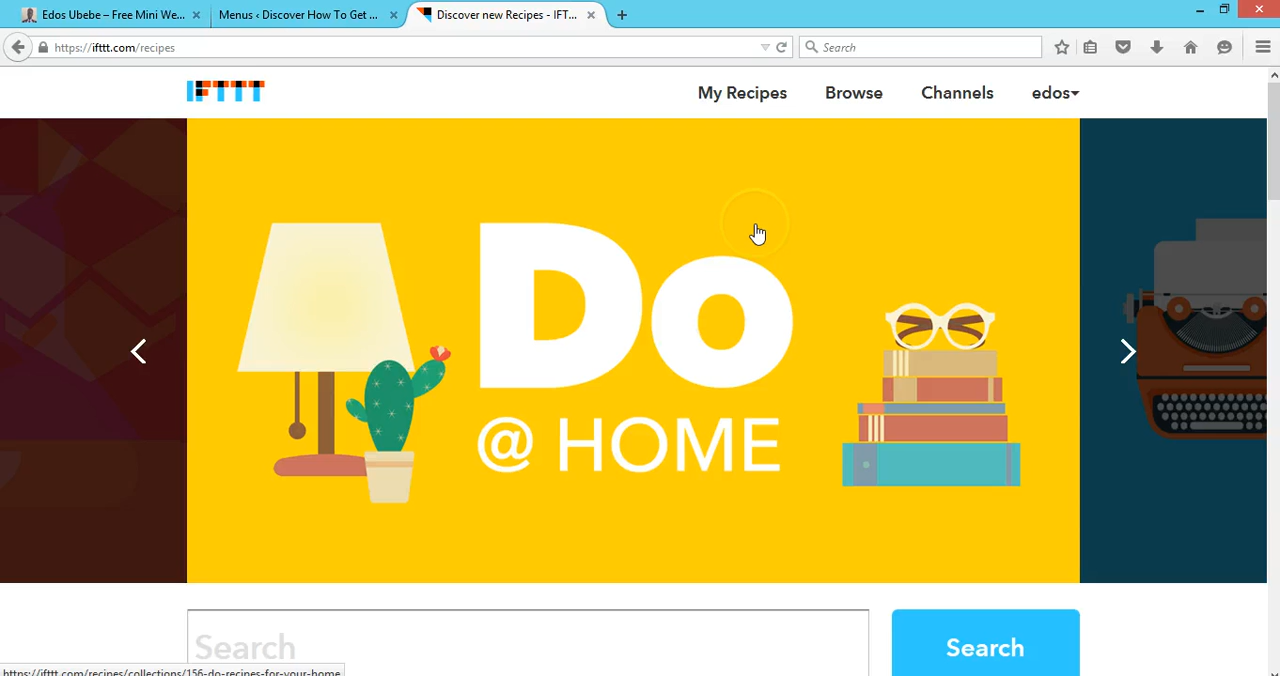 Edos Ubebe – Free Mini We...
Menus ‹ Discover How To Get ...
Discover new Recipes - IFT...
https://ifttt.com/recipes
Search
IFTTT
My Recipes
Browse
Channels
edos
Do
@ HOME
Search
Search
https://ifttt.com/recipes/collections/156-do-recipes-for-your-home